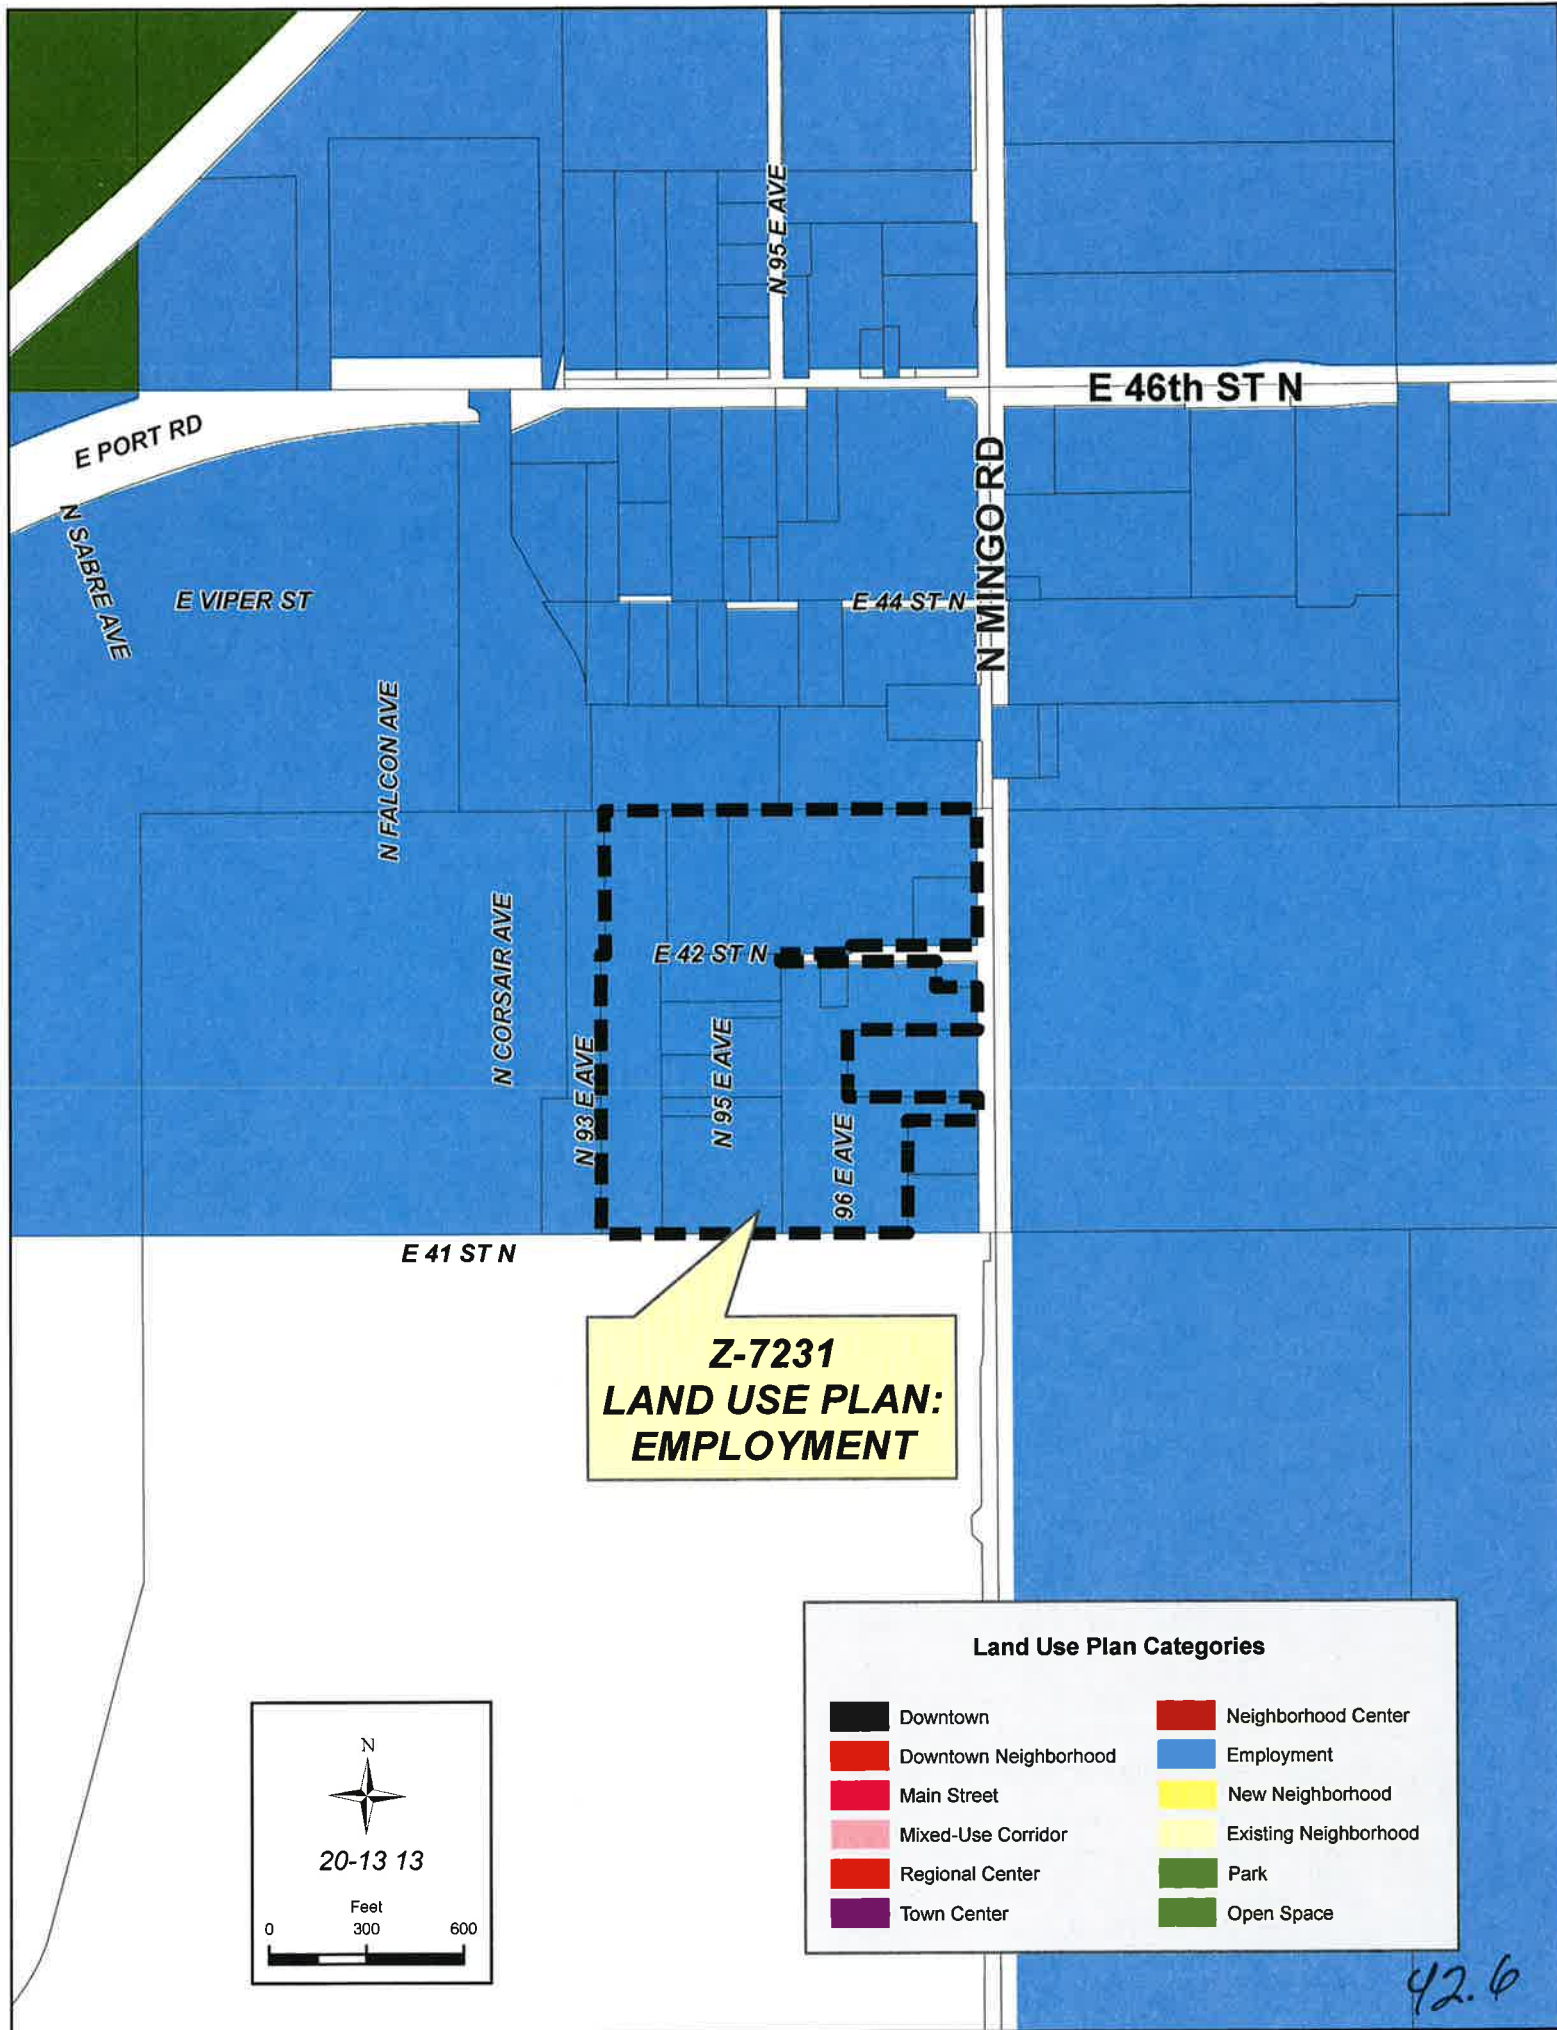 N 95 E AVE
E 46th ST N
E PORT RD
N MINGO RD
N SABRE AVE
E VIPER ST
E 44 ST N
N FALCON AVE
N CORSAIR AVE
E 42 ST N
N 93 E AVE
N 95 E AVE
96 E AVE
E 41 ST N
Z-7231
LAND USE PLAN:
EMPLOYMENT
Land Use Plan Categories
Downtown
Downtown Neighborhood
Main Street
Mixed-Use Corridor
Regional Center
Town Center
Neighborhood Center
Employment
New Neighborhood
Existing Neighborhood
Park
Open Space
N
20-13 13
Feet
0 300 600
42.6